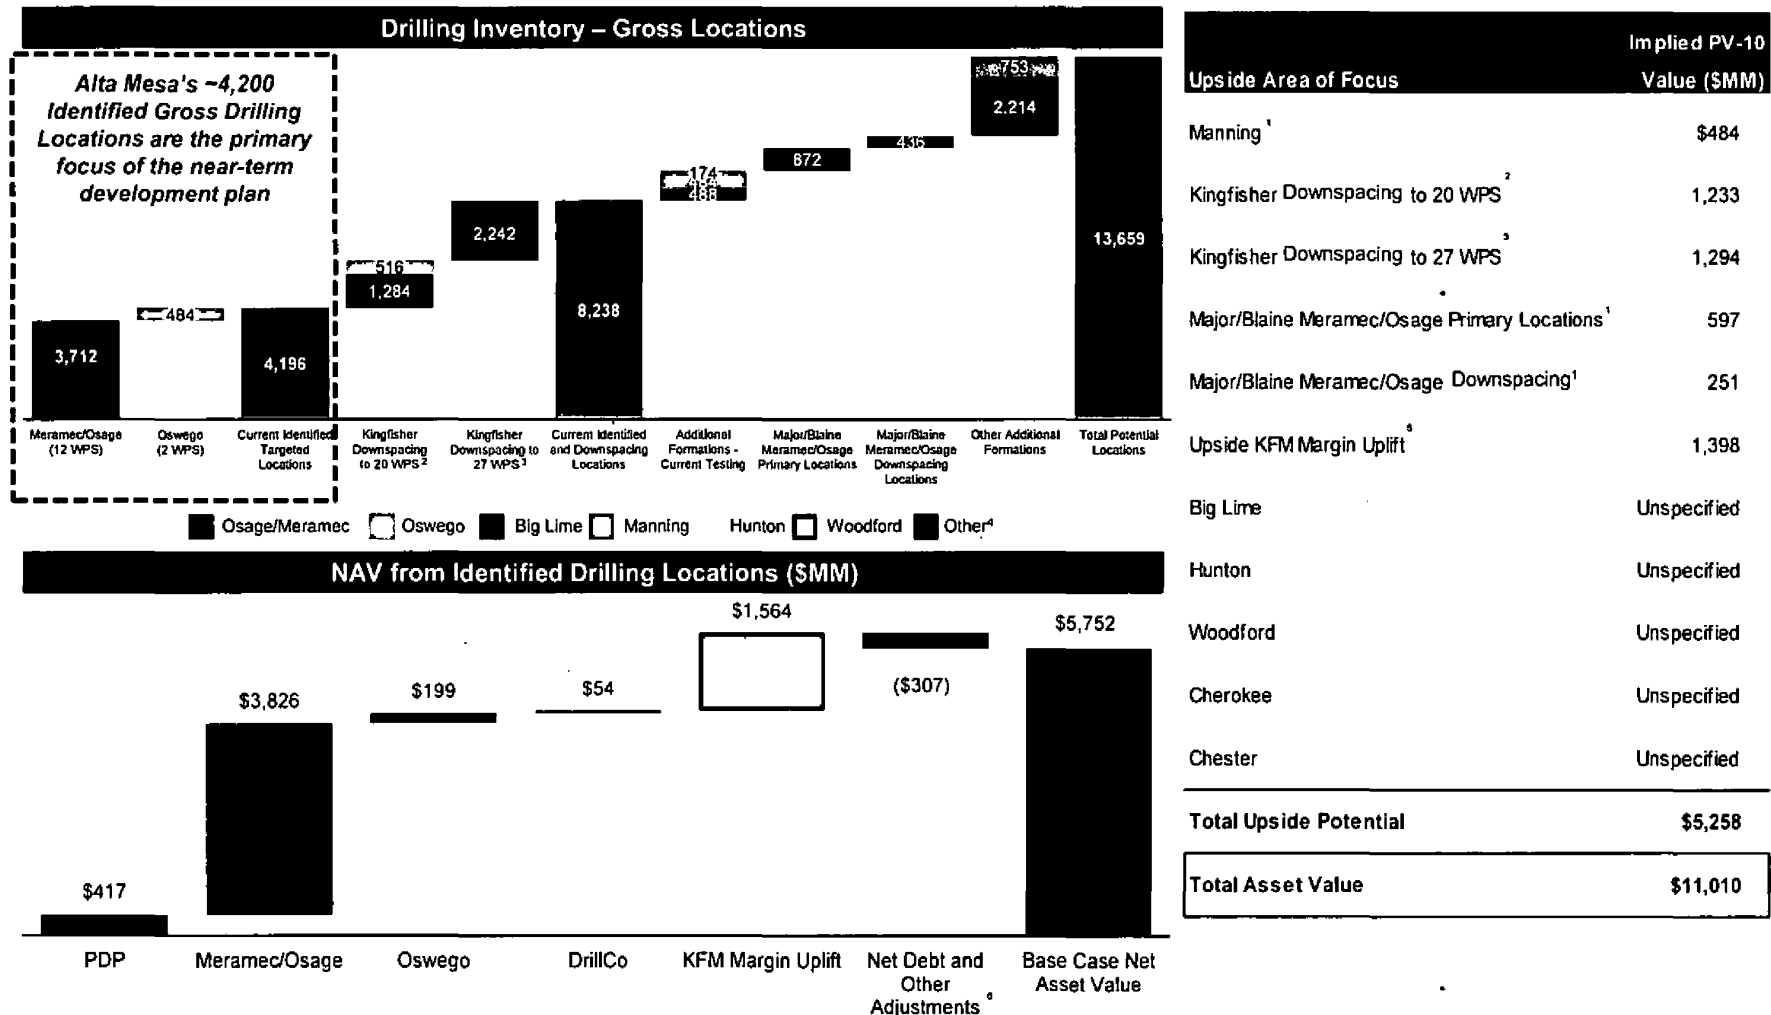 Drilling Inventory – Gross Locations
Alta Mesa's ~4,200
Identified Gross Drilling
Locations are the primary
focus of the near-term
development plan
3,712
484
4,196
516
1,284
2,242
8,238
174
488
872
436
753
2,214
13,659
Meramec/Osage
(12 WPS)
Oswego
(2 WPS)
Current Identified
Targeted
Locations
Kingfisher
Downspacing
to 20 WPS ²
Kingfisher
Downspacing to
27 WPS ³
Current Identified
and Downspacing
Locations
Additional
Formations -
Current Testing
Major/Blaine
Meramec/Osage
Primary Locations
Major/Blaine
Meramec/Osage
Downspacing
Locations
Other Additional
Formations
Total Potential
Locations
Osage/Meramec Oswego Big Lime Manning Hunton Woodford Other⁴
NAV from Identified Drilling Locations ($MM)
$417
$3,826
$199
$54
$1,564
($307)
$5,752
PDP
Meramec/Osage
Oswego
DrillCo
KFM Margin Uplift
Net Debt and
Other
Adjustments ⁶
Base Case Net
Asset Value
Implied PV-10
Upside Area of Focus Value ($MM)
Manning ¹ $484
Kingfisher Downspacing to 20 WPS ² 1,233
Kingfisher Downspacing to 27 WPS ³ 1,294
Major/Blaine Meramec/Osage Primary Locations ¹ 597
Major/Blaine Meramec/Osage Downspacing¹ 251
Upside KFM Margin Uplift 1,398
Big Lime Unspecified
Hunton Unspecified
Woodford Unspecified
Cherokee Unspecified
Chester Unspecified
Total Upside Potential $5,258
Total Asset Value $11,010